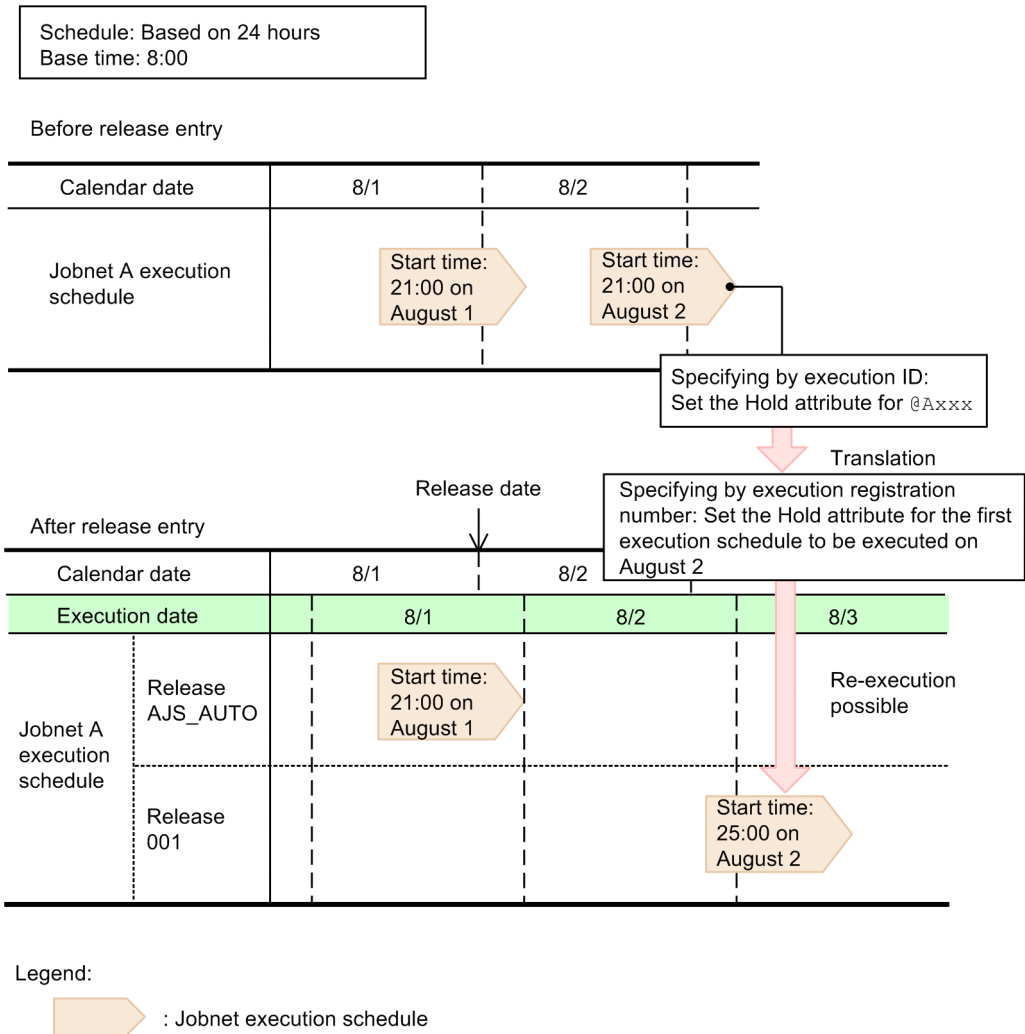 Schedule: Based on 24 hours
Base time: 8:00
Before release entry
Calendar date
8/1
8/2
Jobnet A execution
schedule
Start time:
21:00 on
August 1
Start time:
21:00 on
August 2
Specifying by execution ID:
Set the Hold attribute for @Axxx
Translation
Release date
Specifying by execution registration
number: Set the Hold attribute for the first
execution schedule to be executed on
August 2
After release entry
Calendar date
8/1
8/2
Execution date
8/1
8/2
8/3
Jobnet A
execution
schedule
Release
AJS_AUTO
Start time:
21:00 on
August 1
Re-execution
possible
Release
001
Start time:
25:00 on
August 2
Legend:
: Jobnet execution schedule